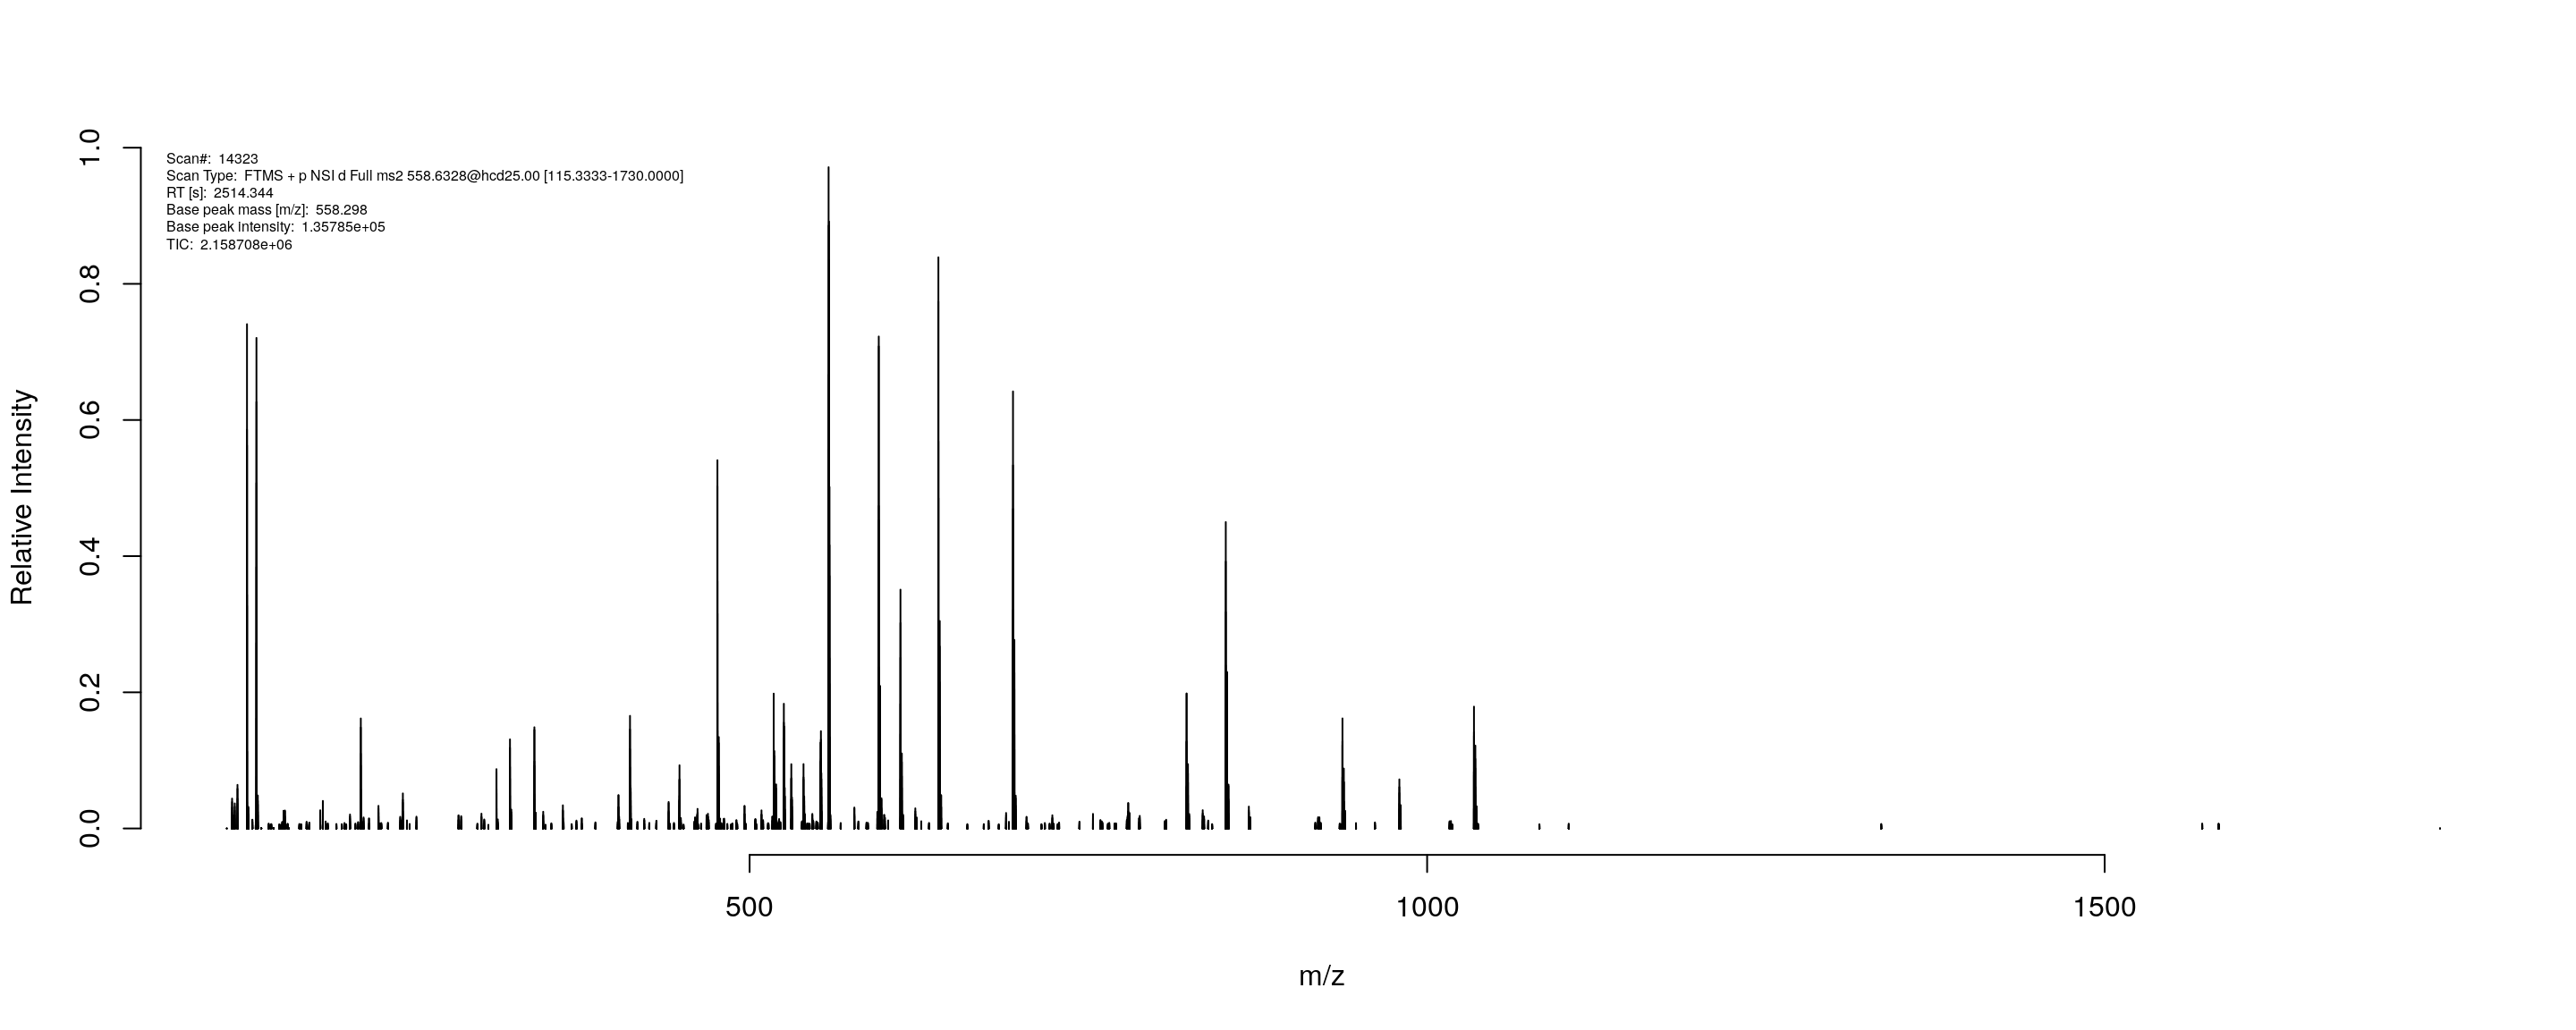 Scan#: 14323
Scan Type: FTMS + p NSI d Full ms2 558.6328@hcd25.00 [115.3333-1730.0000]
RT [s]: 2514.344
Base peak mass [m/z]: 558.298
Base peak intensity: 1.35785e+05
TIC: 2.158708e+06
1.0
0.8
0.6
0.4
0.2
0.0
Relative Intensity
500 1000 1500
m/z